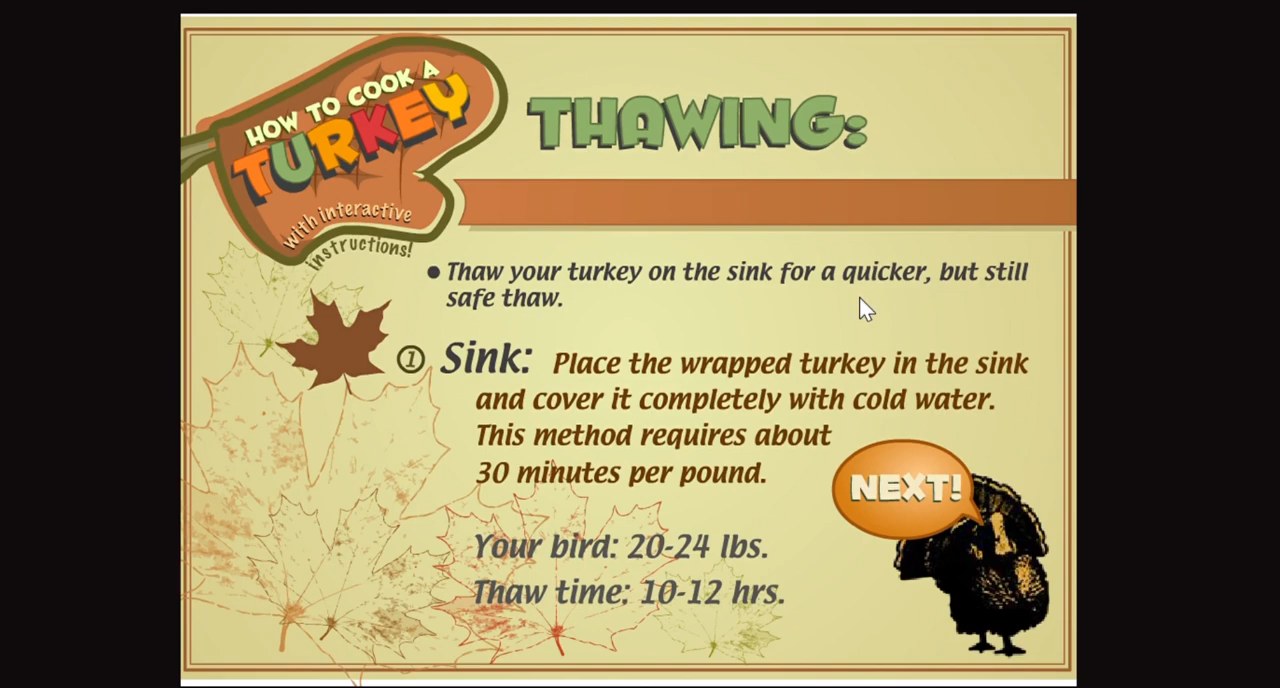 HOW TO COOK A
TURKEY
with interactive
instructions!
THAWING:
• Thaw your turkey on the sink for a quicker, but still
safe thaw.
① Sink: Place the wrapped turkey in the sink
and cover it completely with cold water.
This method requires about
30 minutes per pound.
NEXT!
Your bird: 20-24 lbs.
Thaw time: 10-12 hrs.